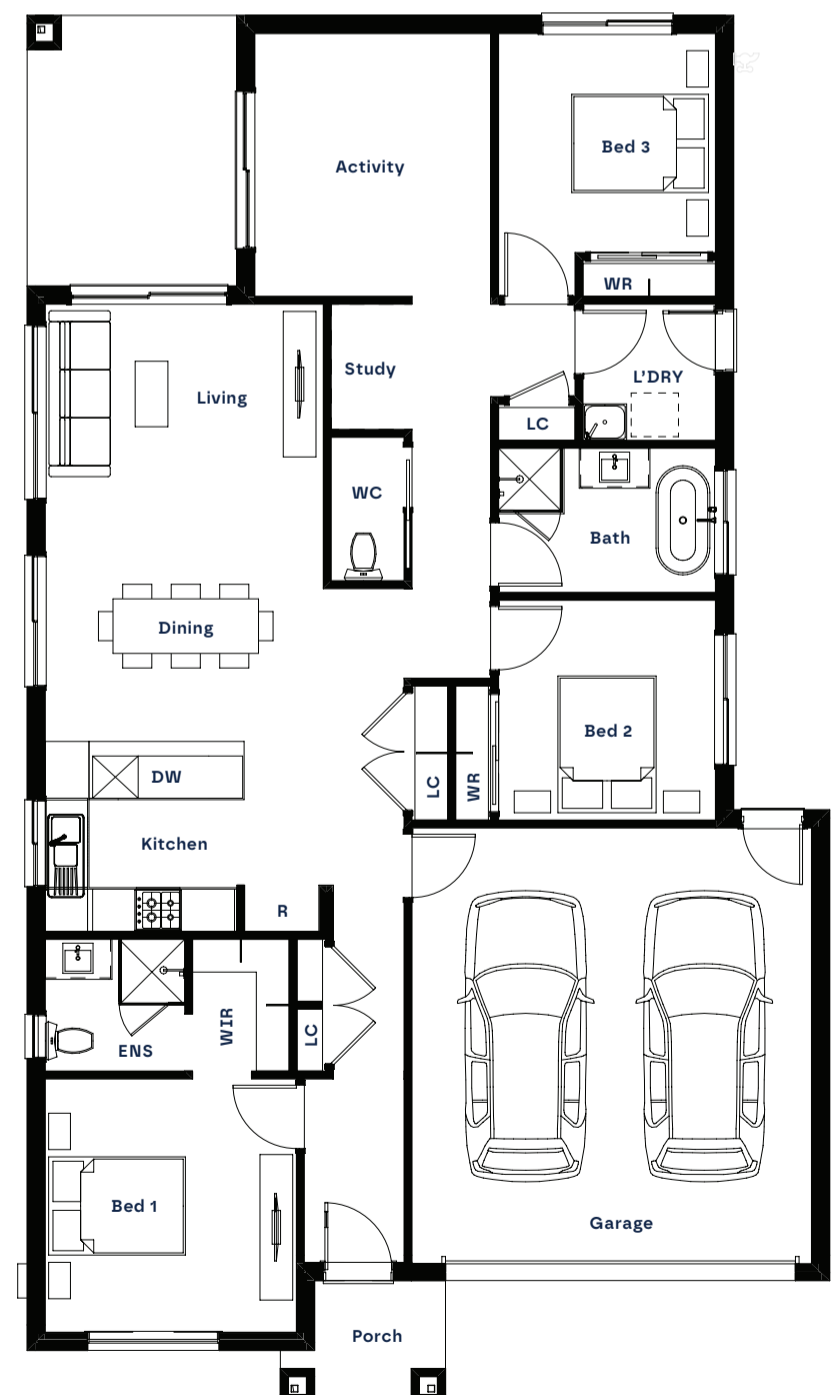 Bed 3
Activity
WR
Study
L'DRY
Living
LC
WC
Bath
Dining
Bed 2
DW
LC
WR
Kitchen
R
WIR
LC
ENS
Bed 1
Garage
Porch